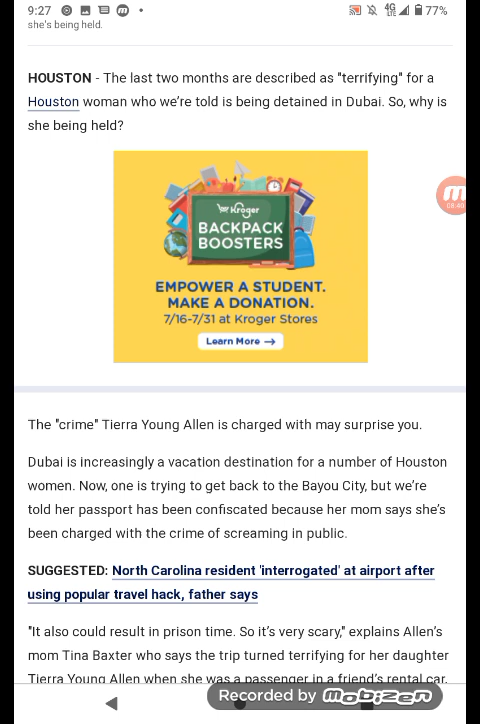 9:27
4G
LTE
77%
she's being held.
HOUSTON - The last two months are described as "terrifying" for a
Houston woman who we're told is being detained in Dubai. So, why is
she being held?
Kroger
BACKPACK
BOOSTERS
EMPOWER A STUDENT.
MAKE A DONATION.
7/16-7/31 at Kroger Stores
Learn More →
08:40
The "crime" Tierra Young Allen is charged with may surprise you.
Dubai is increasingly a vacation destination for a number of Houston
women. Now, one is trying to get back to the Bayou City, but we're
told her passport has been confiscated because her mom says she's
been charged with the crime of screaming in public.
SUGGESTED: North Carolina resident 'interrogated' at airport after
using popular travel hack, father says
"It also could result in prison time. So it's very scary," explains Allen's
mom Tina Baxter who says the trip turned terrifying for her daughter
Tierra Young Allen when she was a passenger in a friend's rental car.
Recorded by mobizen